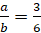 a/b = 3/6